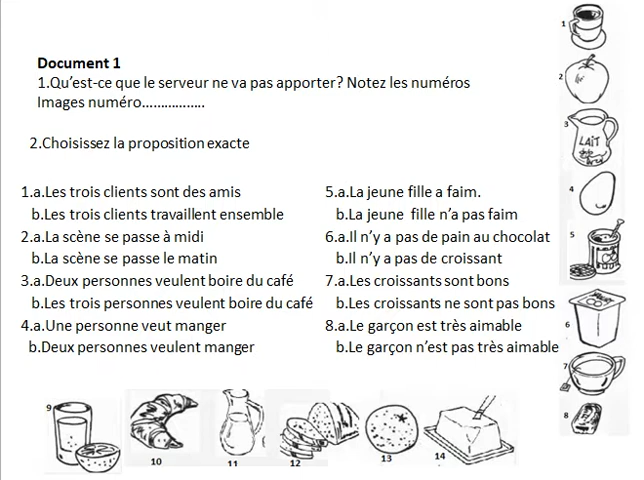 Document 1
1.Qu'est-ce que le serveur ne va pas apporter? Notez les numéros
Images numéro.................
2.Choisissez la proposition exacte
1.a.Les trois clients sont des amis
b.Les trois clients travaillent ensemble
2.a.La scène se passe à midi
b.La scène se passe le matin
3.a.Deux personnes veulent boire du café
b.Les trois personnes veulent boire du café
4.a.Une personne veut manger
b.Deux personnes veulent manger
5.a.La jeune fille a faim.
b.La jeune fille n'a pas faim
6.a.Il n'y a pas de pain au chocolat
b.Il n'y a pas de croissant
7.a.Les croissants sont bons
b.Les croissants ne sont pas bons
8.a.Le garçon est très aimable
b.Le garçon n'est pas très aimable
1
2
3
LAIT
4
5
6
7
8
9
10
11
12
13
14